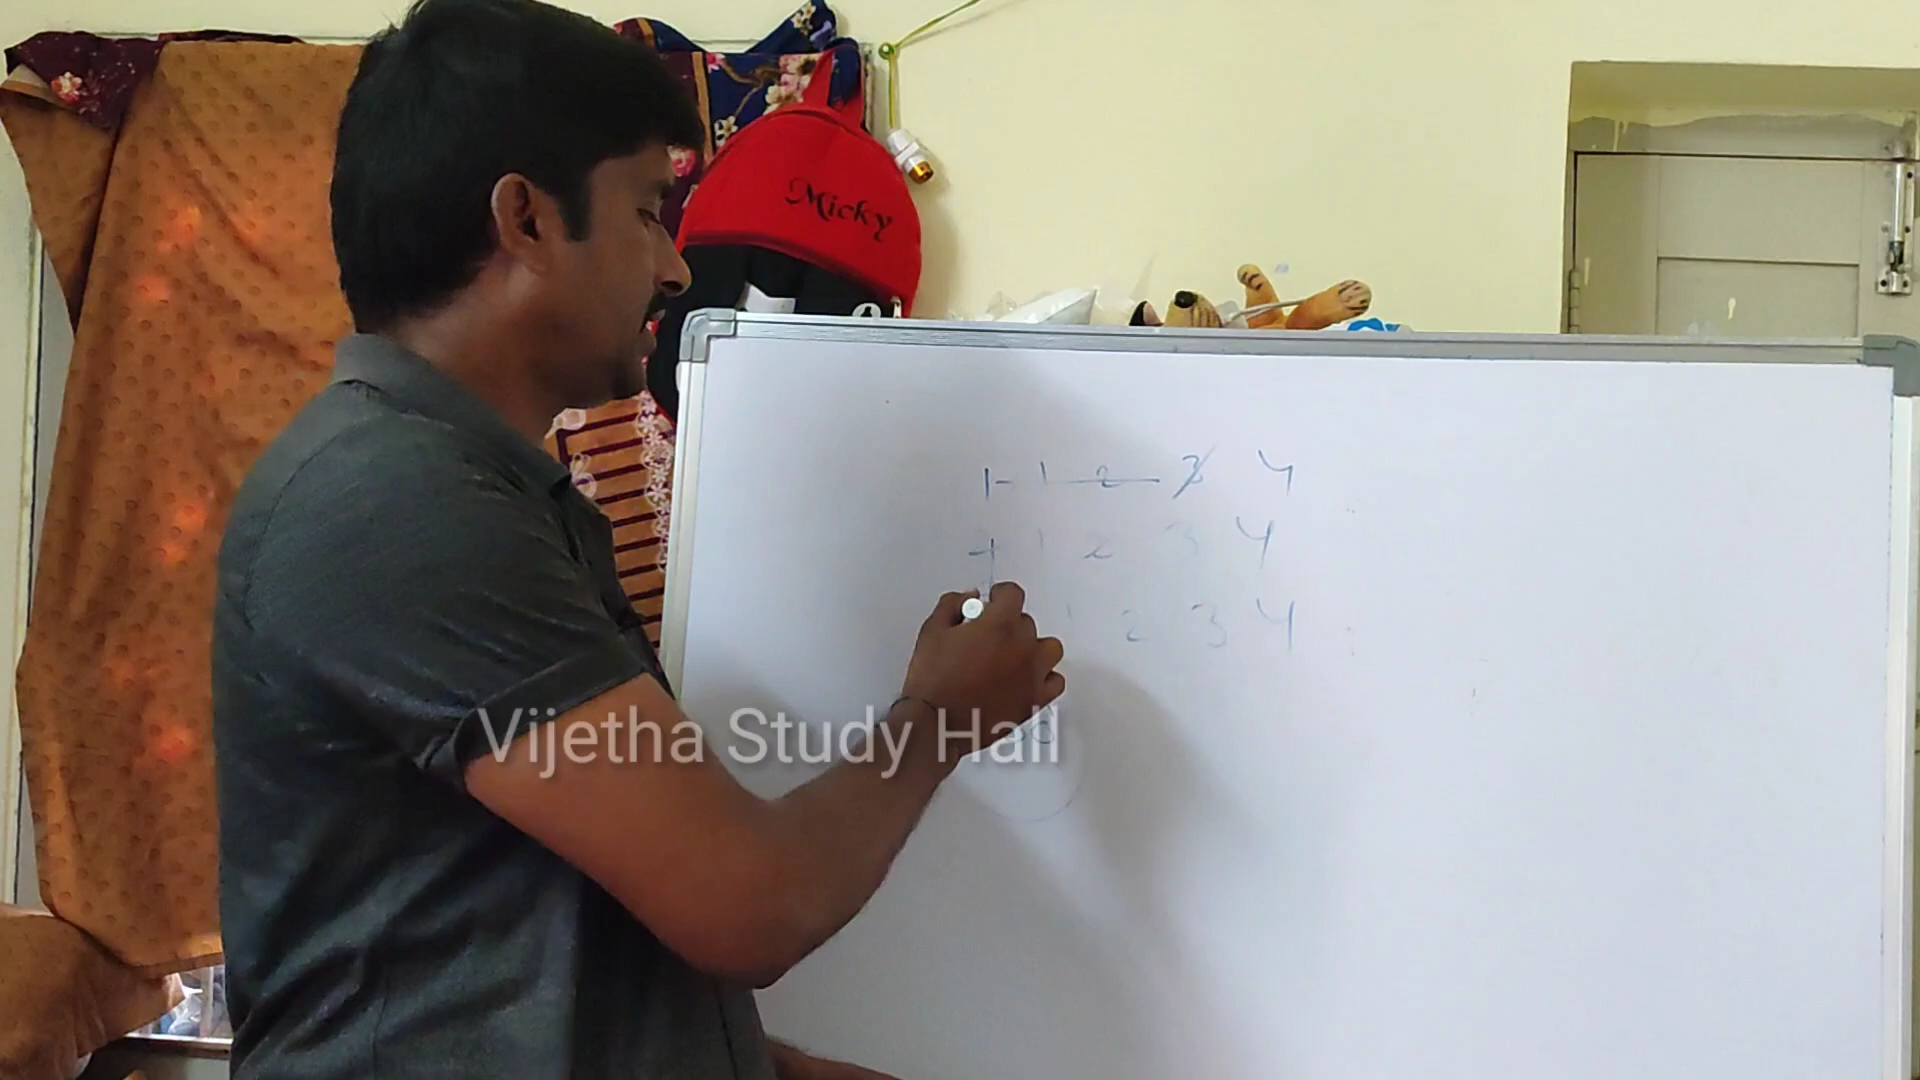 Micky
1- 1 2 3 4
+ 1 2 3 4
1 2 3 4
Vijetha Study Hall